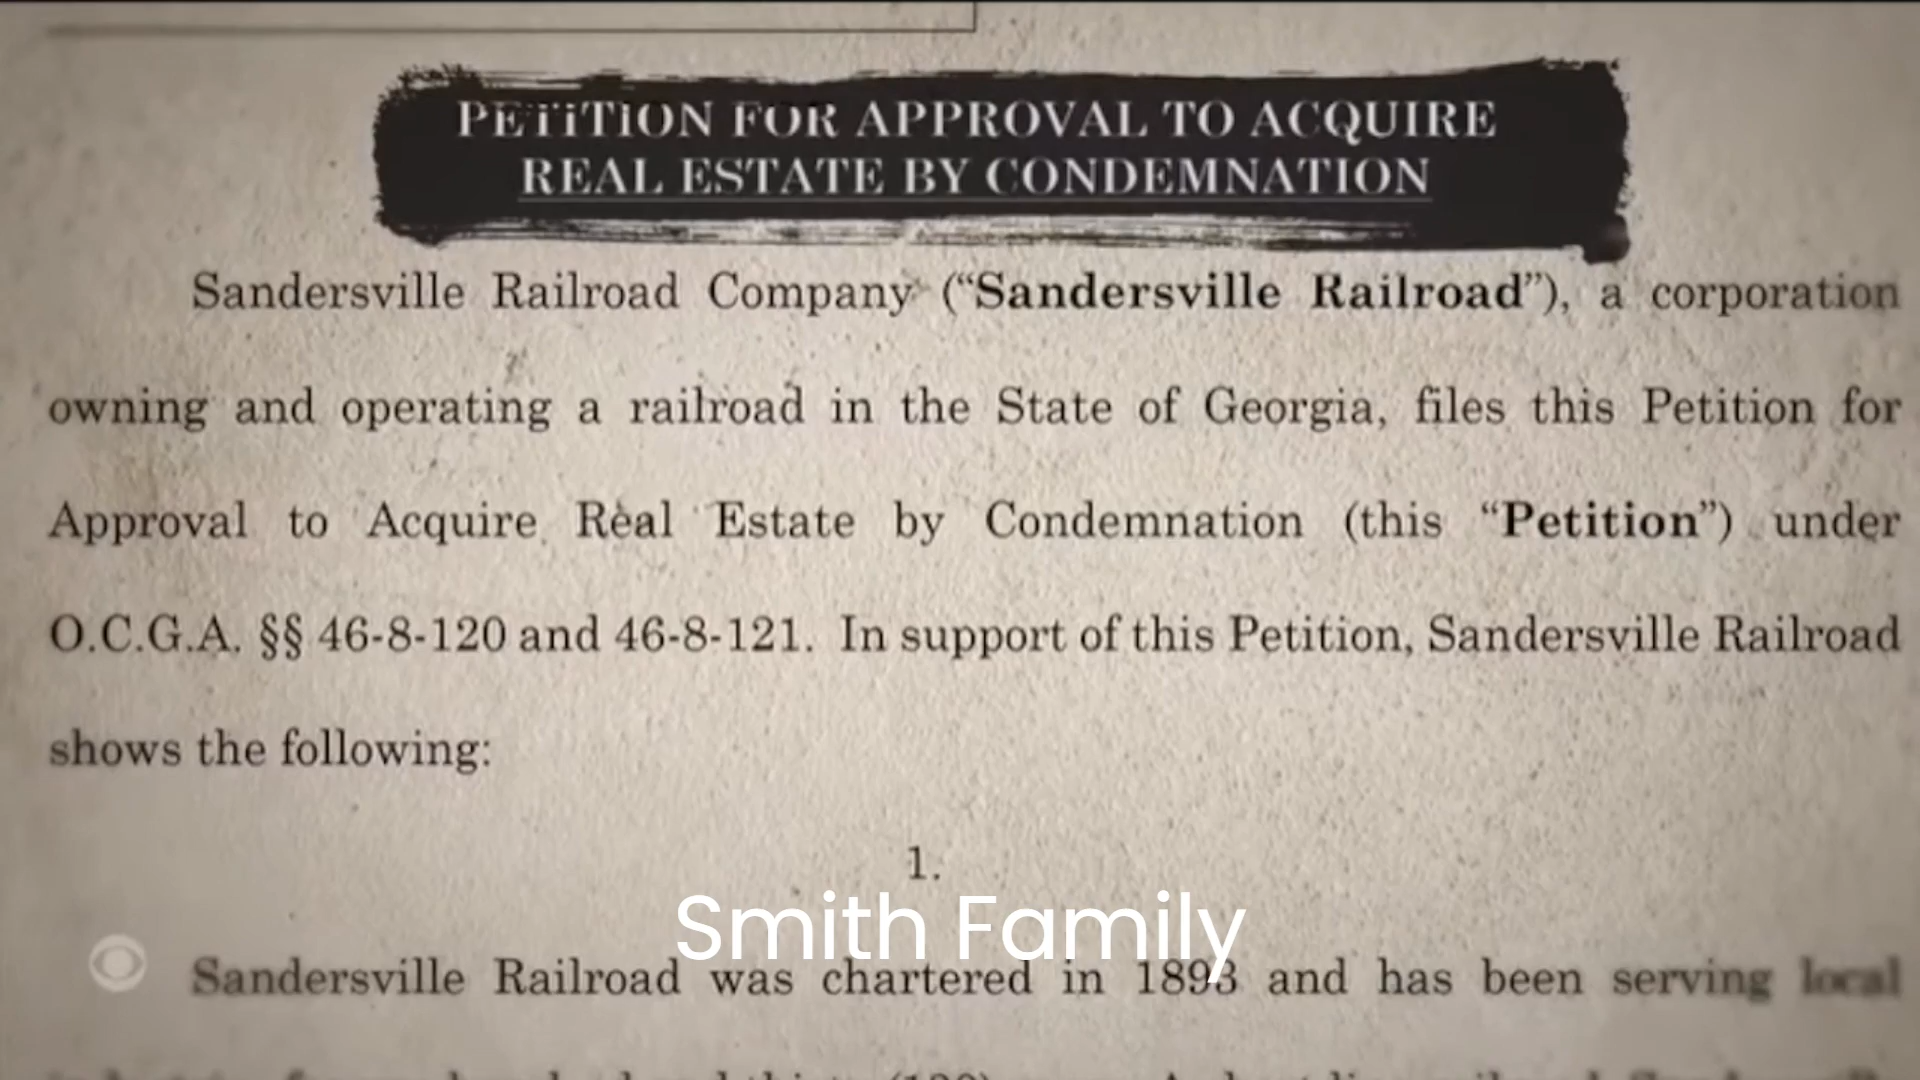 PETITION FOR APPROVAL TO ACQUIRE
REAL ESTATE BY CONDEMNATION
Sandersville Railroad Company (“Sandersville Railroad”), a corporation
owning and operating a railroad in the State of Georgia, files this Petition for
Approval to Acquire Real Estate by Condemnation (this “Petition”) under
O.C.G.A. §§ 46-8-120 and 46-8-121. In support of this Petition, Sandersville Railroad
shows the following:
1.
Smith Family
Sandersville Railroad was chartered in 1893 and has been serving local